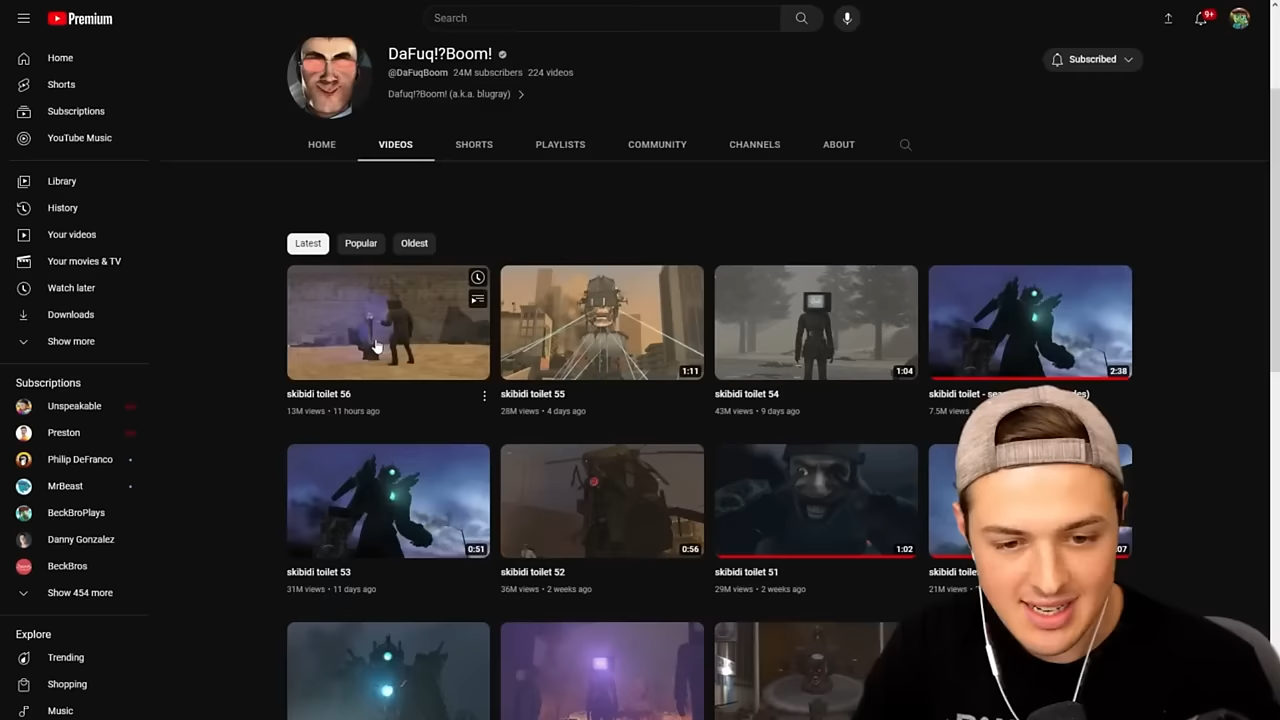 Premium
Search
9+
DaFuq!?Boom!
@DaFuqBoom 24M subscribers 224 videos
Dafuq!?Boom! (a.k.a. blugray)
Subscribed
HOME VIDEOS SHORTS PLAYLISTS COMMUNITY CHANNELS ABOUT
Home
Shorts
Subscriptions
YouTube Music
Library
History
Your videos
Your movies & TV
Watch later
Downloads
Show more
Subscriptions
Unspeakable
Preston
Philip DeFranco
MrBeast
BeckBroPlays
Danny Gonzalez
BeckBros
Show 454 more
Explore
Trending
Shopping
Music
Latest Popular Oldest
1:11
1:04
2:38
skibidi toilet 56
13M views • 11 hours ago
skibidi toilet 55
28M views • 4 days ago
skibidi toilet 54
43M views • 9 days ago
skibidi toilet - 
7.5M
0:51
0:56
1:02
:07
skibidi toilet 53
31M views • 11 days ago
skibidi toilet 52
36M views • 2 weeks ago
skibidi toilet 51
29M views • 2 weeks ago
skibidi
21M views